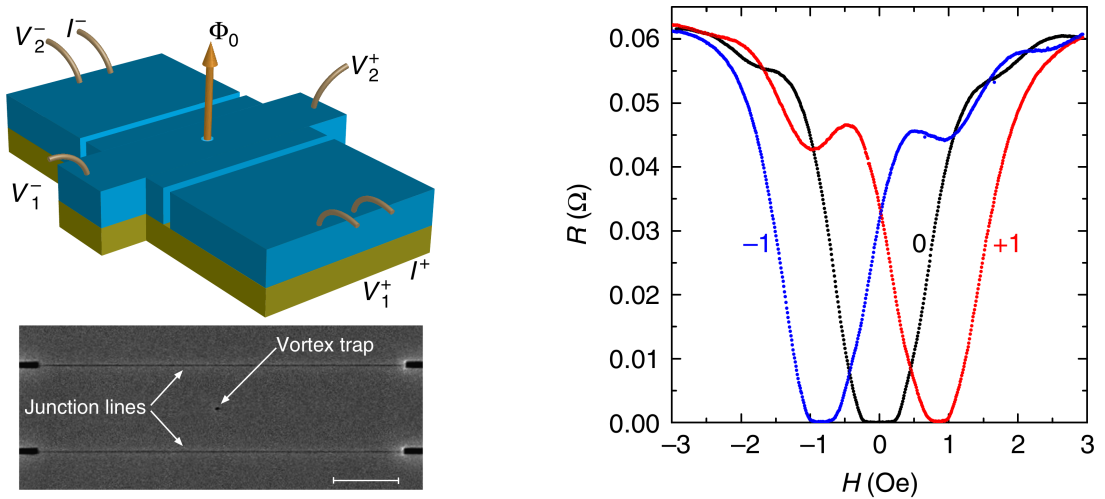 V₂⁻
I⁻
Φ₀
V₂⁺
V₁⁻
I⁺
V₁⁺
Vortex trap
Junction lines
0.06
0.05
0.04
0.03
0.02
0.01
0.00
R (Ω)
−1
0
+1
−3 −2 −1 0 1 2 3
H (Oe)